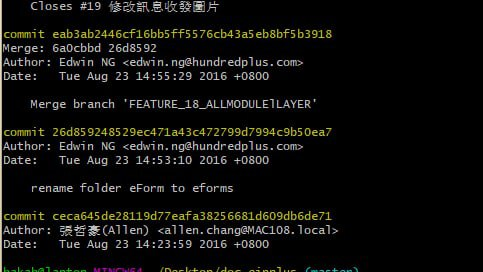 Closes #19 修改訊息收發圖片
commit eab3ab2446cf16bb5ff5576cb43a5eb8bf5b3918
Merge: 6a0cbbd 26d8592
Author: Edwin NG <edwin.ng@hundredplus.com>
Date:   Tue Aug 23 14:55:29 2016 +0800
Merge branch 'FEATURE_18_ALLMODULElLAYER'
commit 26d859248529ec471a43c472799d7994c9b50ea7
Author: Edwin NG <edwin.ng@hundredplus.com>
Date:   Tue Aug 23 14:53:10 2016 +0800
rename folder eForm to eforms
commit ceca645de28119d77eafa38256681d609db6de71
Author: 張哲豪(Allen) <allen.chang@MAC108.local>
Date:   Tue Aug 23 14:23:59 2016 +0800